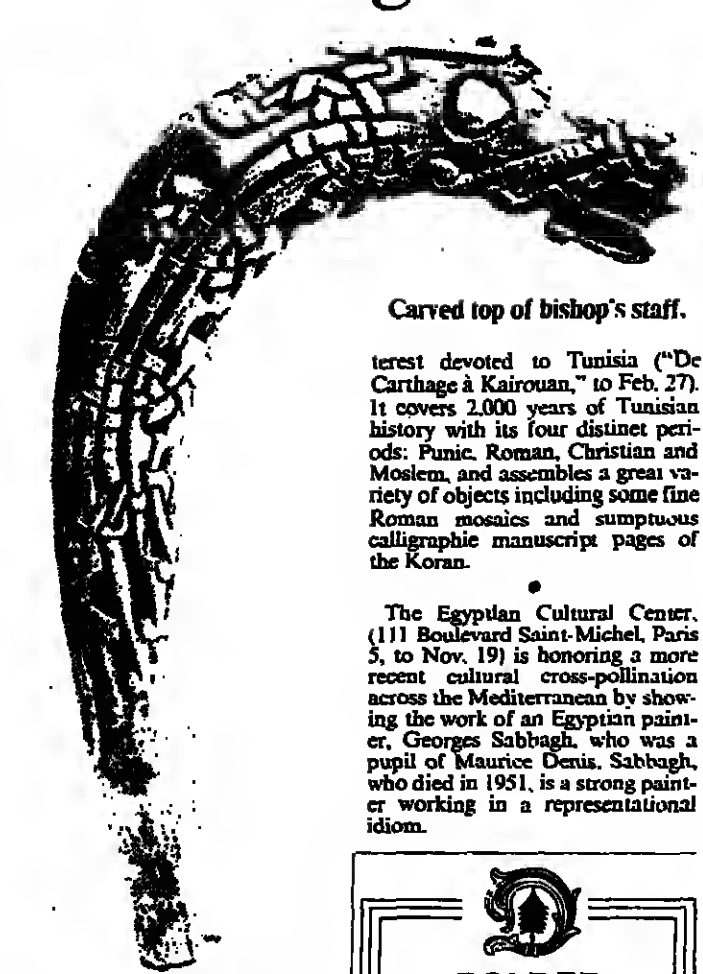 Carved top of bishop's staff.
terest devoted to Tunisia ("De
Carthage à Kairouan," to Feb. 27).
It covers 2,000 years of Tunisian
history with its four distinet peri-
ods: Punic, Roman, Christian and
Moslem, and assembles a great va-
riety of objects including some fine
Roman mosaics and sumptuous
calligraphie manuscript pages of
the Koran.
The Egyptian Cultural Center,
(111 Boulevard Saint-Michel, Paris
5, to Nov. 19) is honoring a more
recent cultural cross-pollination
across the Mediterranean by show-
ing the work of an Egyptian paint-
er, Georges Sabbagh, who was a
pupil of Maurice Denis. Sabbagh,
who died in 1951, is a strong paint-
er working in a representational
idiom.